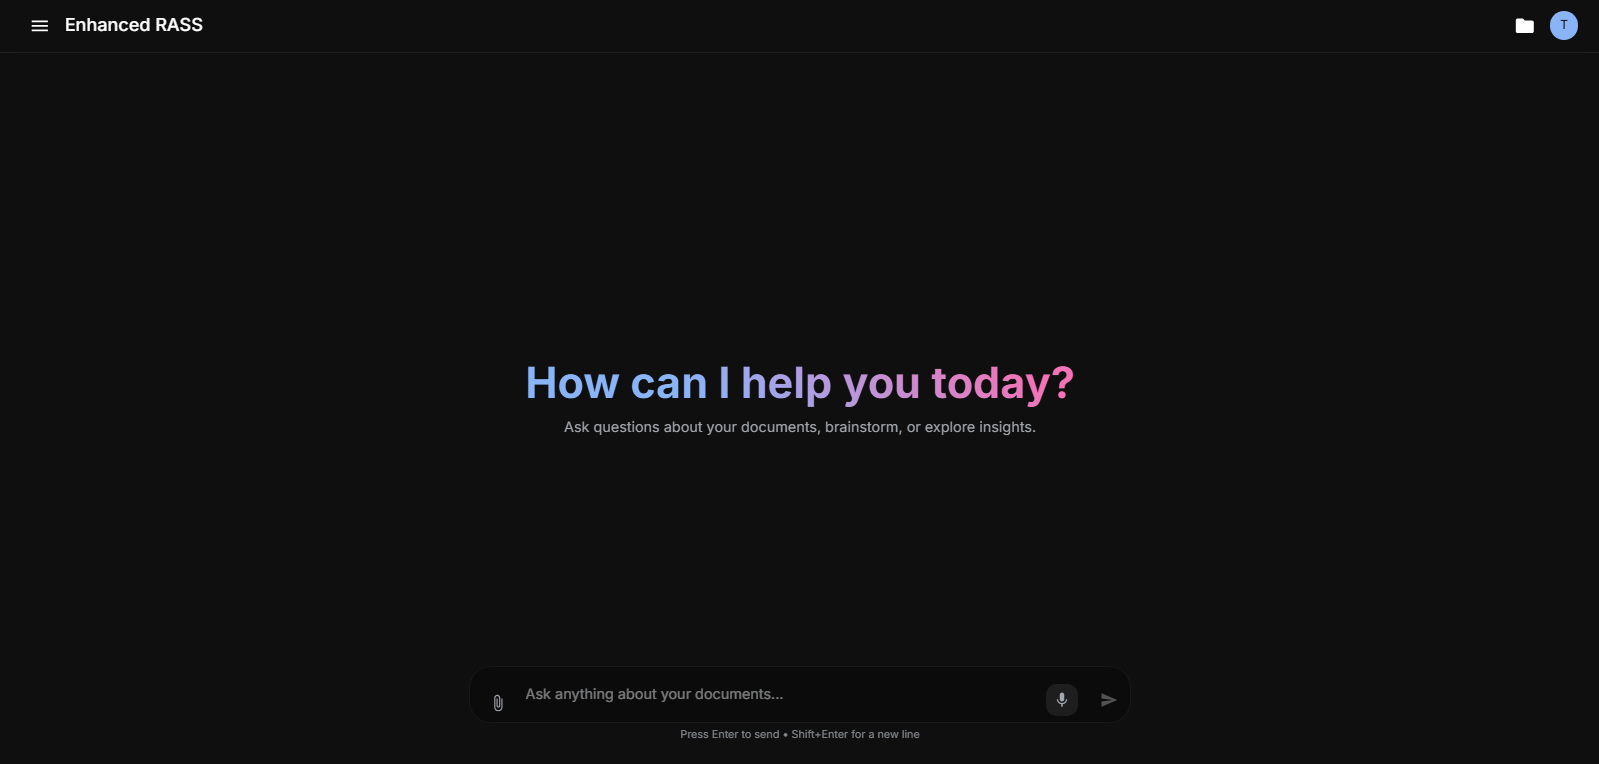 Enhanced RASS
T
How can I help you today?
Ask questions about your documents, brainstorm, or explore insights.
Ask anything about your documents...
Press Enter to send • Shift+Enter for a new line